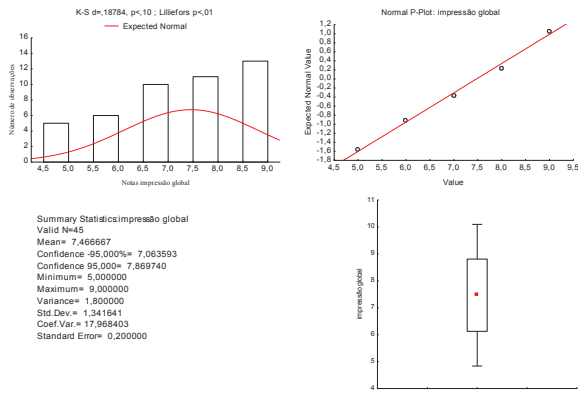 K-S d=,18784, p<,10 ; Lilliefors p<,01
Expected Normal
Número de observações
16
14
12
10
8
6
4
2
0
4,5 5,0 5,5 6,0 6,5 7,0 7,5 8,0 8,5 9,0
Notas impressão global
Normal P-Plot: impressão global
Expected Normal Value
1,2
1,0
0,8
0,6
0,4
0,2
0,0
-0,2
-0,4
-0,6
-0,8
-1,0
-1,2
-1,4
-1,6
-1,8
4,5 5,0 5,5 6,0 6,5 7,0 7,5 8,0 8,5 9,0 9,5
Value
Summary Statistics:impressão global
Valid N=45
Mean= 7,466667
Confidence -95,000%= 7,063593
Confidence 95,000= 7,869740
Minimum= 5,000000
Maximum= 9,000000
Variance= 1,800000
Std.Dev.= 1,341641
Coef.Var.= 17,968403
Standard Error= 0,200000
impressão global
11
10
9
8
7
6
5
4